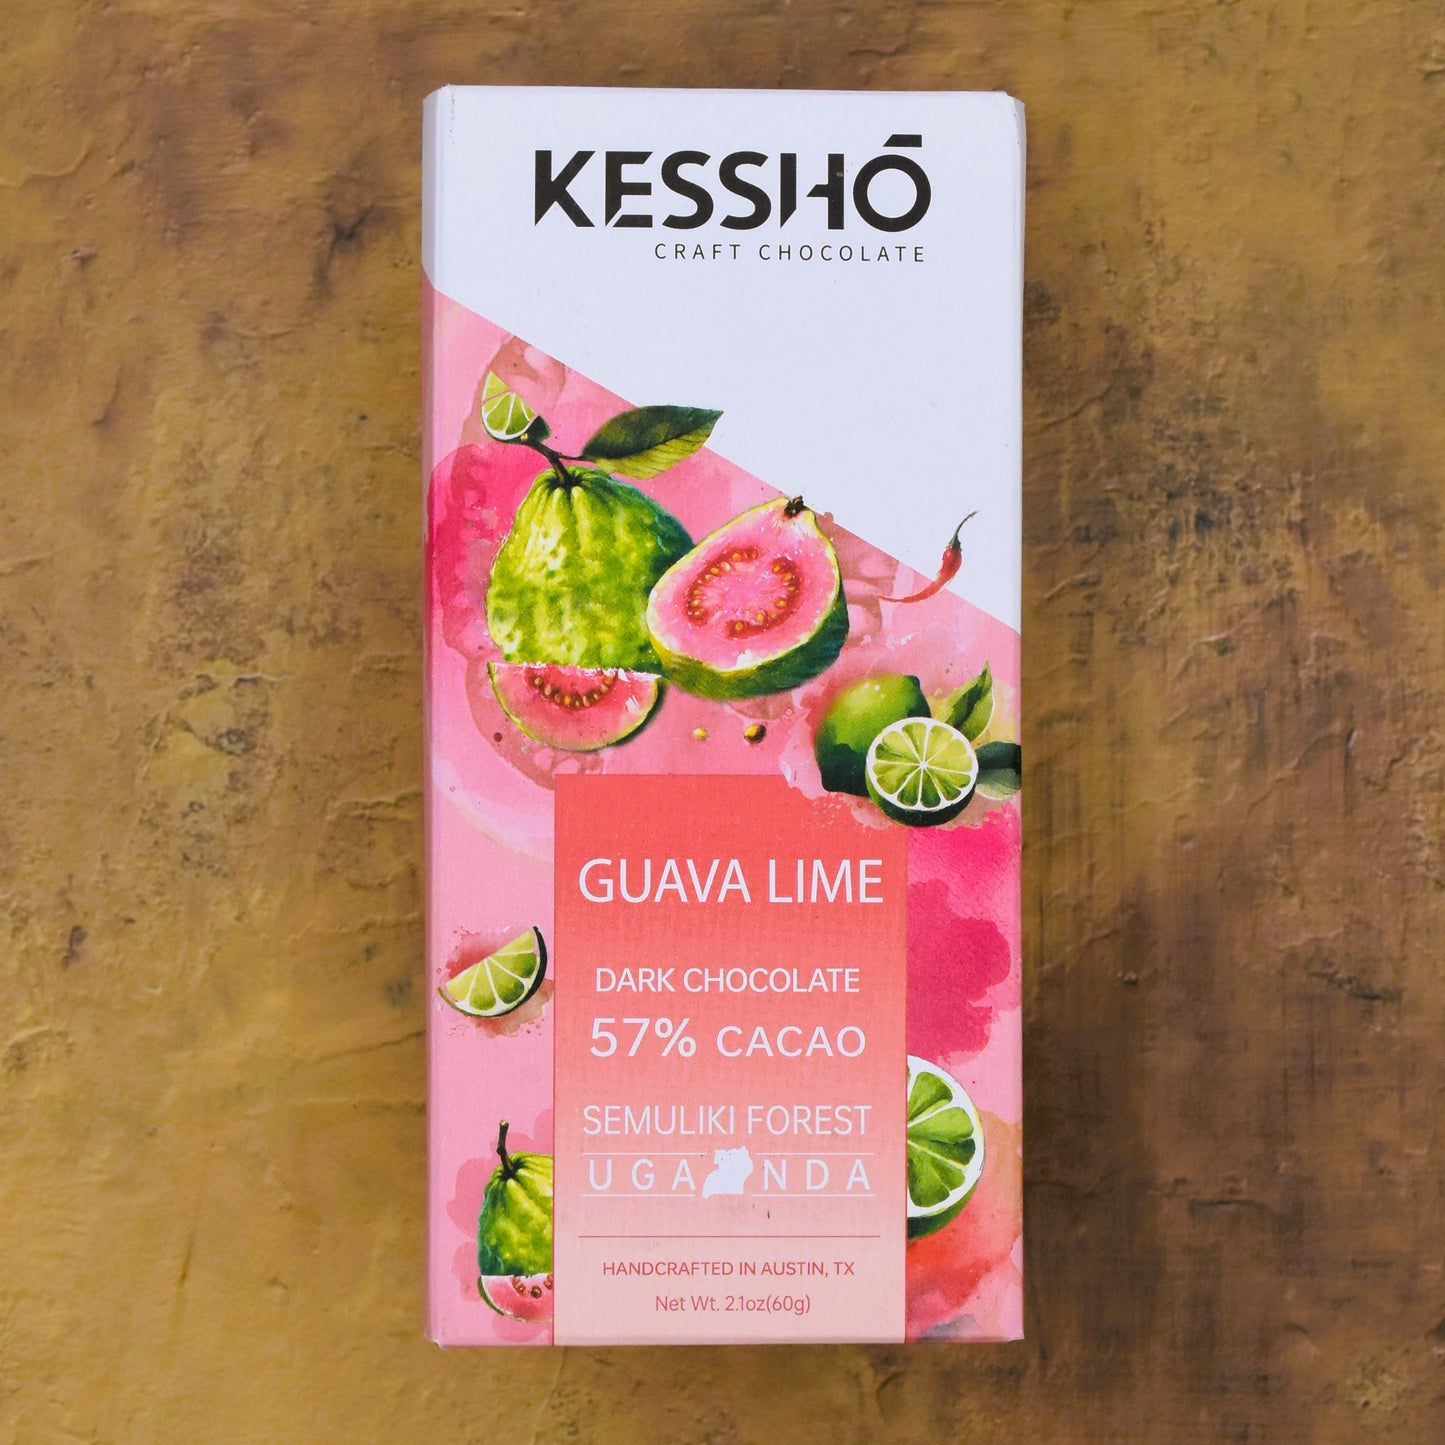 KESSHŌ
CRAFT CHOCOLATE
GUAVA LIME
DARK CHOCOLATE
57% CACAO
SEMULIKI FOREST
UGANDA
HANDCRAFTED IN AUSTIN, TX
Net Wt. 2.1oz(60g)